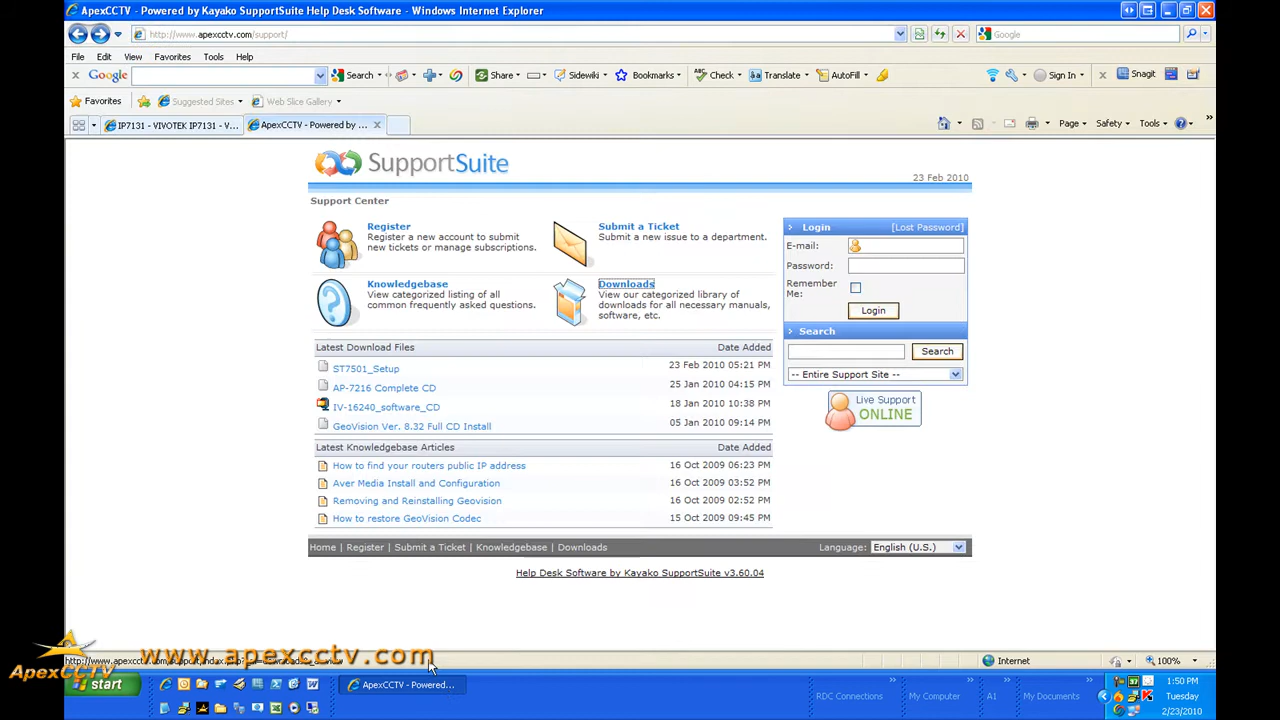 ApexCCTV - Powered by Kayako SupportSuite Help Desk Software - Windows Internet Explorer
http://www.apexcctv.com/support/
Google
File Edit View Favorites Tools Help
Google Search Share Sidewiki Bookmarks Check Translate AutoFill Sign In Snagit
Favorites Suggested Sites Web Slice Gallery
IP7131 - VIVOTEK IP7131 - V... ApexCCTV - Powered by ... Page Safety Tools
SupportSuite
23 Feb 2010
Support Center
Register
Register a new account to submit
new tickets or manage subscriptions.
Submit a Ticket
Submit a new issue to a department.
Knowledgebase
View categorized listing of all
common frequently asked questions.
Downloads
View our categorized library of
downloads for all necessary manuals,
software, etc.
Login [Lost Password]
E-mail:
Password:
Remember
Me:
Login
Search
Search
-- Entire Support Site --
Live Support
ONLINE
Latest Download Files Date Added
ST7501_Setup 23 Feb 2010 05:21 PM
AP-7216 Complete CD 25 Jan 2010 04:15 PM
IV-16240_software_CD 18 Jan 2010 10:38 PM
GeoVision Ver. 8.32 Full CD Install 05 Jan 2010 09:14 PM
Latest Knowledgebase Articles Date Added
How to find your routers public IP address 16 Oct 2009 06:23 PM
Aver Media Install and Configuration 16 Oct 2009 03:52 PM
Removing and Reinstalling Geovision 16 Oct 2009 02:52 PM
How to restore GeoVision Codec 15 Oct 2009 09:45 PM
Home | Register | Submit a Ticket | Knowledgebase | Downloads Language: English (U.S.)
Help Desk Software by Kayako SupportSuite v3.60.04
www.apexcctv.com
ApexCCTV
Internet 100%
start ApexCCTV - Powered... RDC Connections My Computer A1 My Documents
1:50 PM
Tuesday
2/23/2010